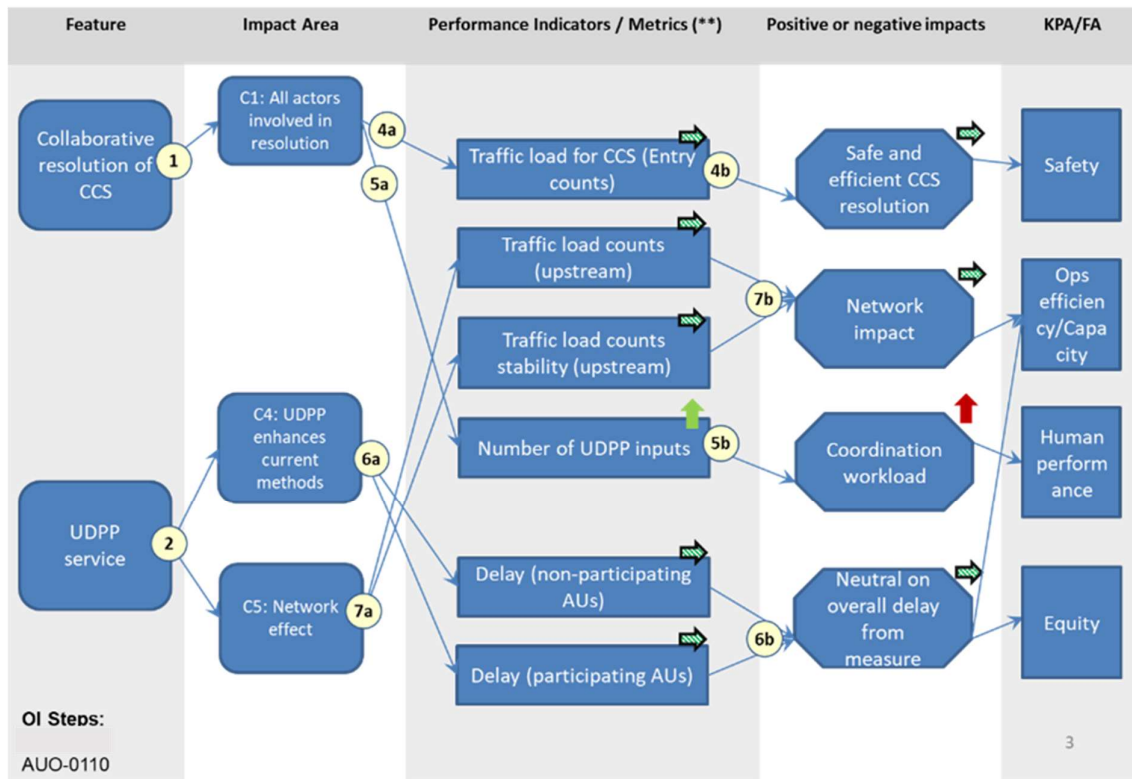 Feature
Impact Area
Performance Indicators / Metrics (**)
Positive or negative impacts
KPA/FA
Collaborative
resolution of
CCS
1
C1: All actors
involved in
resolution
4a
5a
Traffic load for CCS (Entry
counts)
4b
Safe and
efficient CCS
resolution
Safety
Traffic load counts
(upstream)
7b
Network
impact
Ops
efficien
cy/Capa
city
Traffic load counts
stability (upstream)
C4: UDPP
enhances
current
methods
6a
Number of UDPP inputs
5b
Coordination
workload
Human
perform
ance
UDPP
service
2
C5: Network
effect
7a
Delay (non-participating
AUs)
6b
Neutral on
overall delay
from
measure
Equity
Delay (participating AUs)
OI Steps:
AUO-0110
3